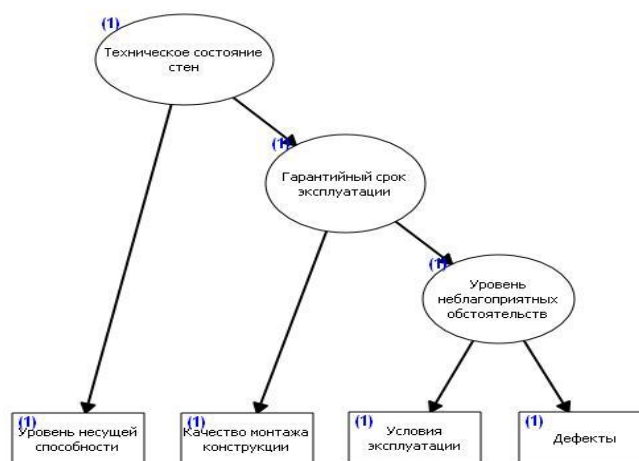 (1)
Техническое состояние
стен
(1)
Гарантийный срок
эксплуатации
(1)
Уровень
неблагоприятных
обстоятельств
(1)
Уровень несущей
способности
(1)
Качество монтажа
конструкции
(1)
Условия
эксплуатации
(1)
Дефекты